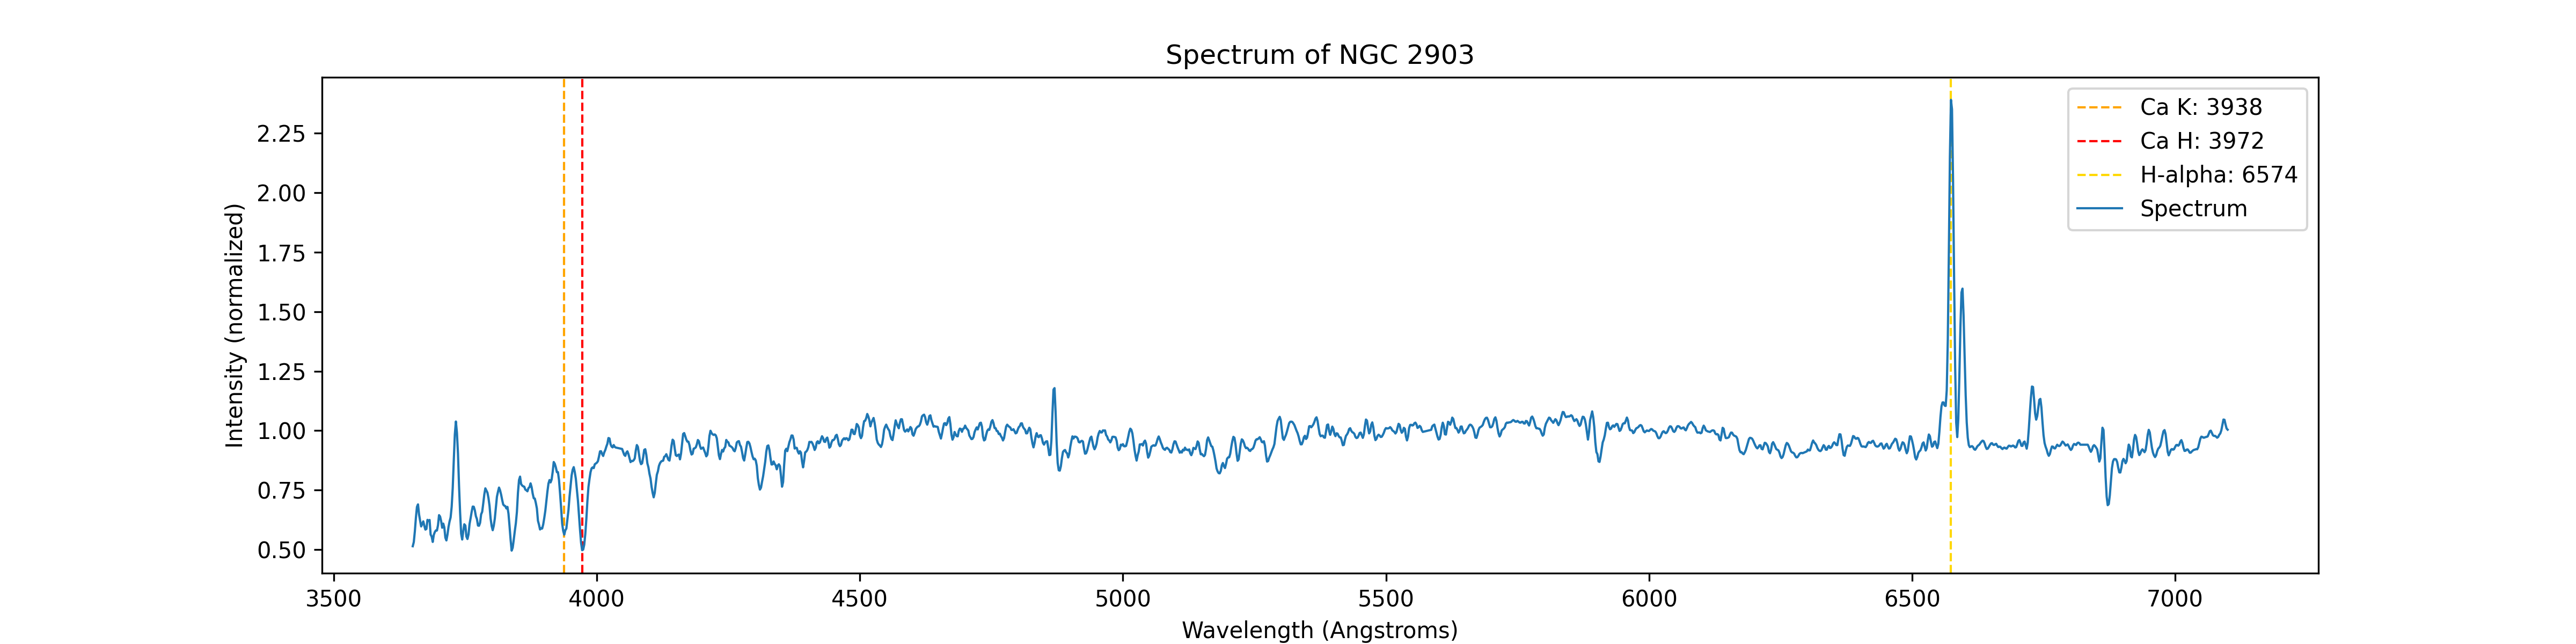 Spectrum of NGC 2903
Intensity (normalized)
2.25
2.00
1.75
1.50
1.25
1.00
0.75
0.50
Ca K: 3938
Ca H: 3972
H-alpha: 6574
Spectrum
3500 4000 4500 5000 5500 6000 6500 7000
Wavelength (Angstroms)